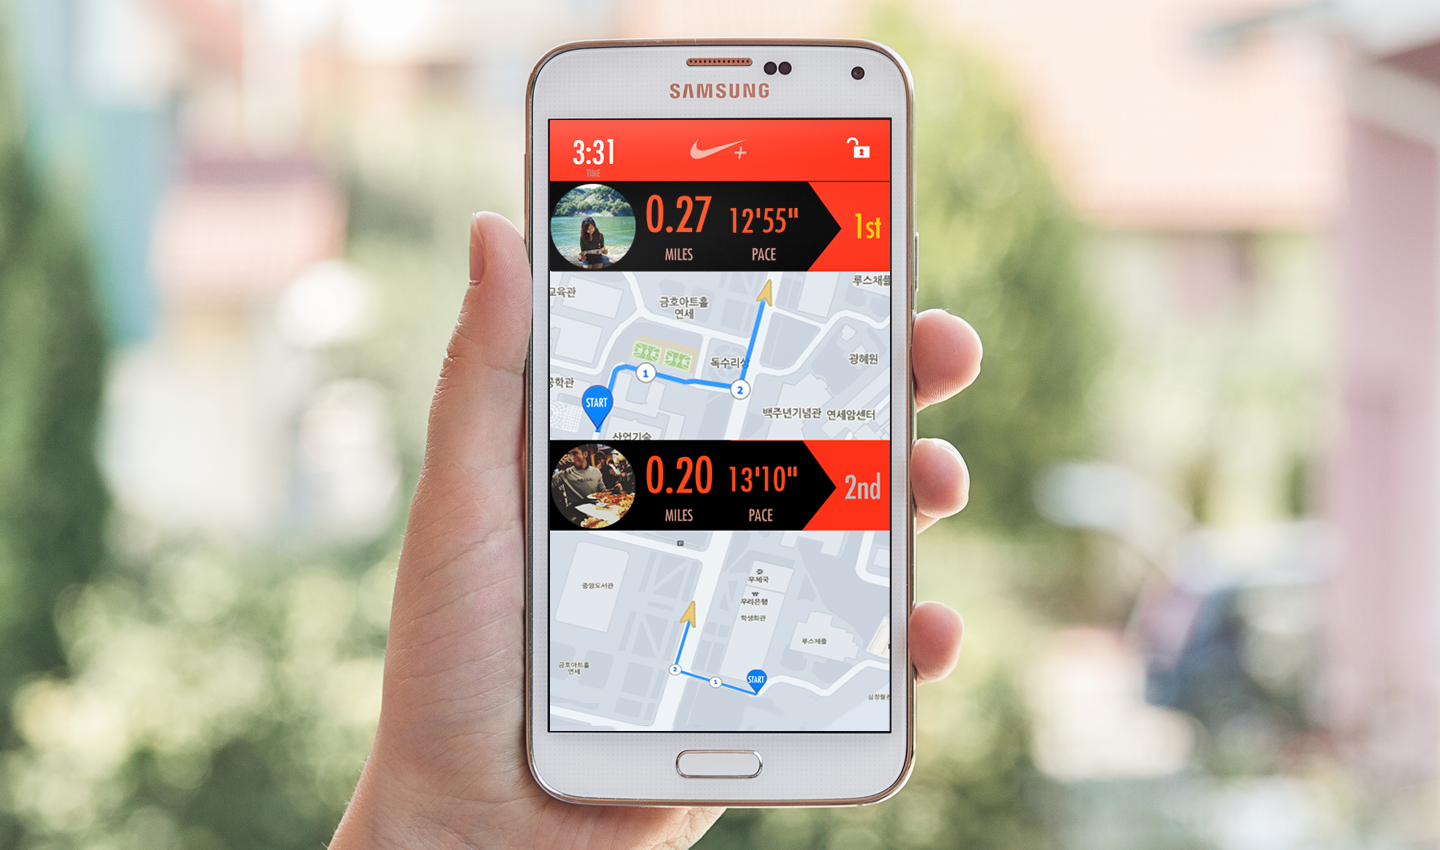 SAMSUNG
3:31
TIME
+
0.27
12'55"
1st
MILES
PACE
루스채플
교육관
금호아트홀
연세
독수리상
광혜원
공학관
1
2
START
백주년기념관
연세암센터
산업기술
0.20
13'10"
2nd
MILES
PACE
P
중앙도서관
우체국
우리은행
학생회관
루스채플
금호아트홀
연세
2
1
START